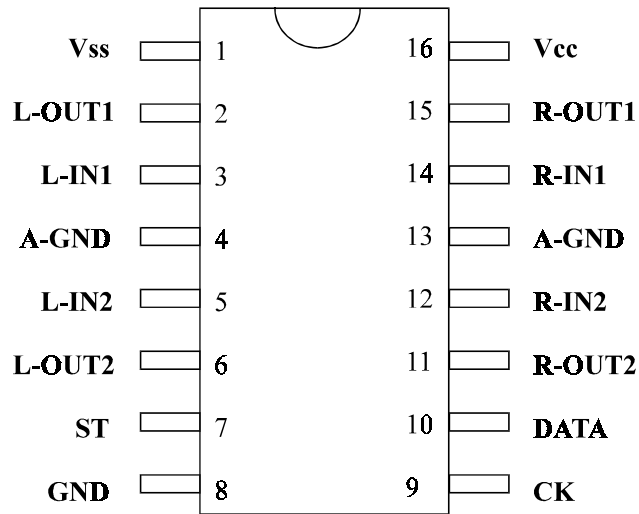 Vss 1 16 Vcc
L-OUT1 2 15 R-OUT1
L-IN1 3 14 R-IN1
A-GND 4 13 A-GND
L-IN2 5 12 R-IN2
L-OUT2 6 11 R-OUT2
ST 7 10 DATA
GND 8 9 CK